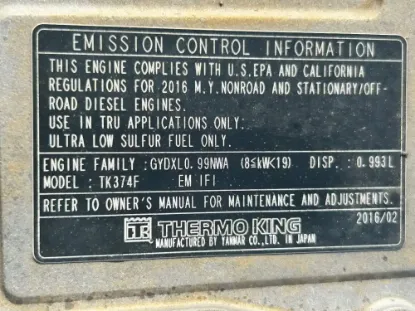 EMISSION CONTROL INFORMATION
THIS ENGINE COMPLIES WITH U.S.EPA AND CALIFORNIA
REGULATIONS FOR 2016 M.Y.NONROAD AND STATIONARY/OFF-
ROAD DIESEL ENGINES.
USE IN TRU APPLICATIONS ONLY.
ULTRA LOW SULFUR FUEL ONLY.
ENGINE FAMILY : GYDXL0.99NWA (8≤kW<19) DISP. : 0.993L
MODEL : TK374F EM IFI
REFER TO OWNER'S MANUAL FOR MAINTENANCE AND ADJUSTMENTS.
THERMO KING 2016/02
MANUFACTURED BY YANMAR CO.,LTD. IN JAPAN